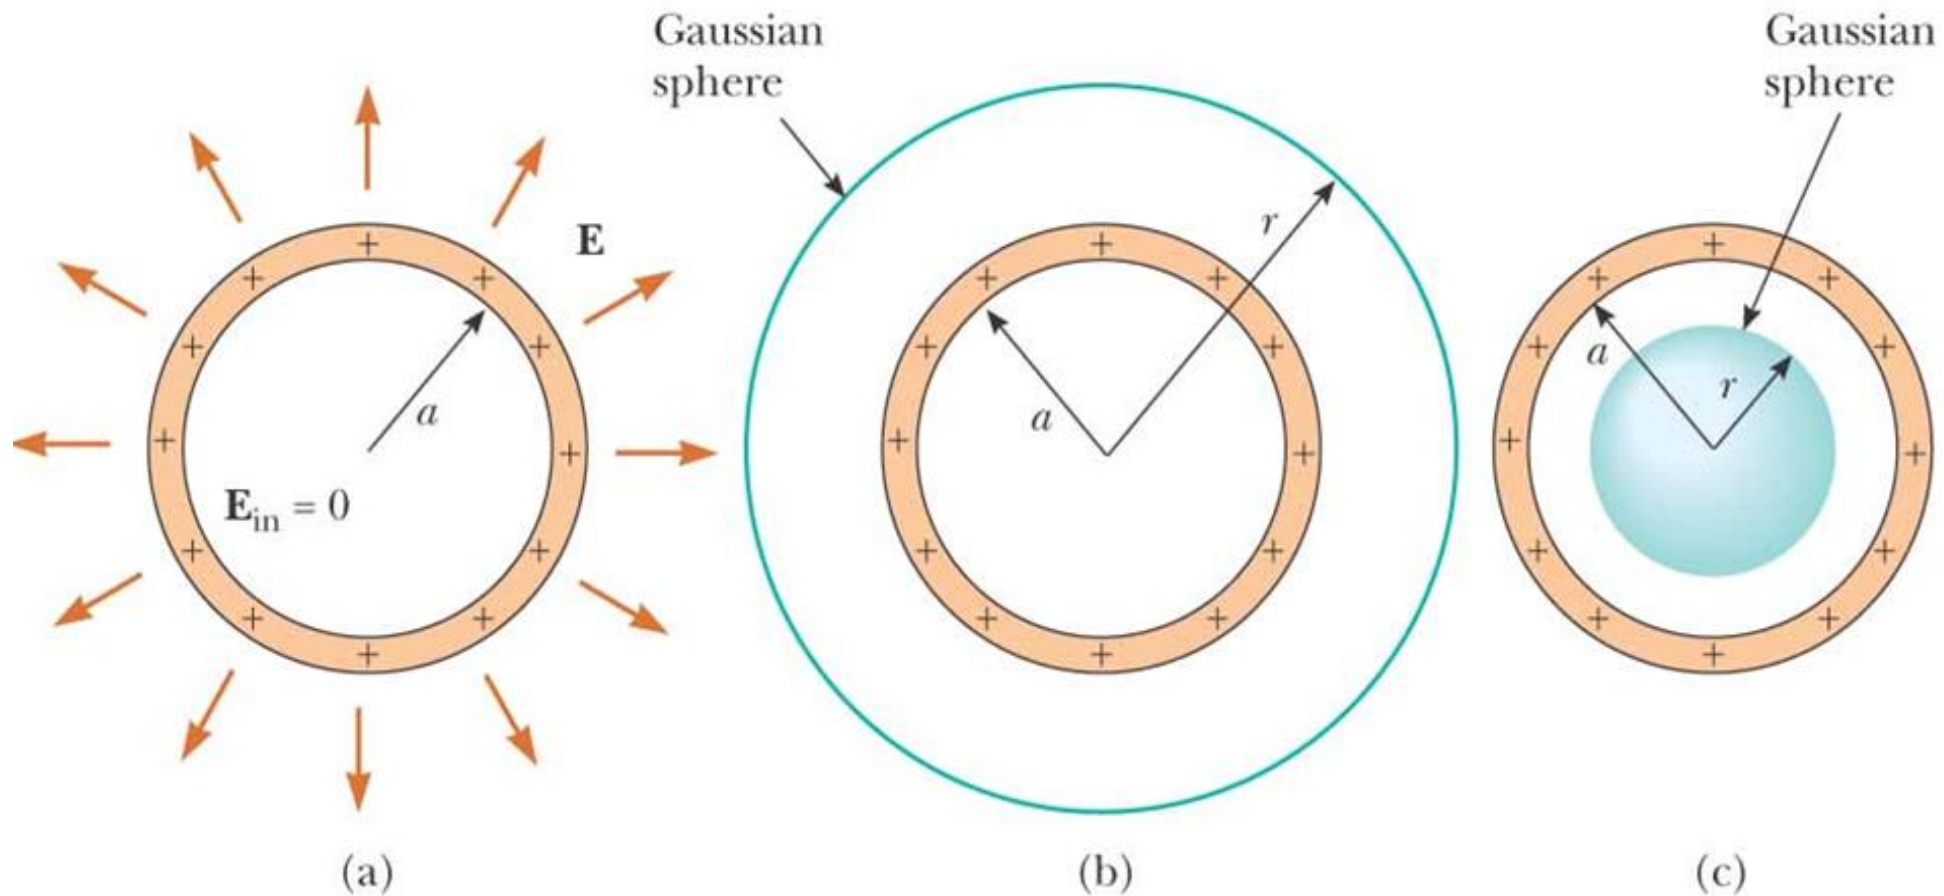 Gaussian
sphere
Gaussian
sphere
E
a
E_in = 0
+ + + + + + + + + + + +
r
a
+ + + + + + + + + + + +
a
r
+ + + + + + + + + + + +
(a)
(b)
(c)